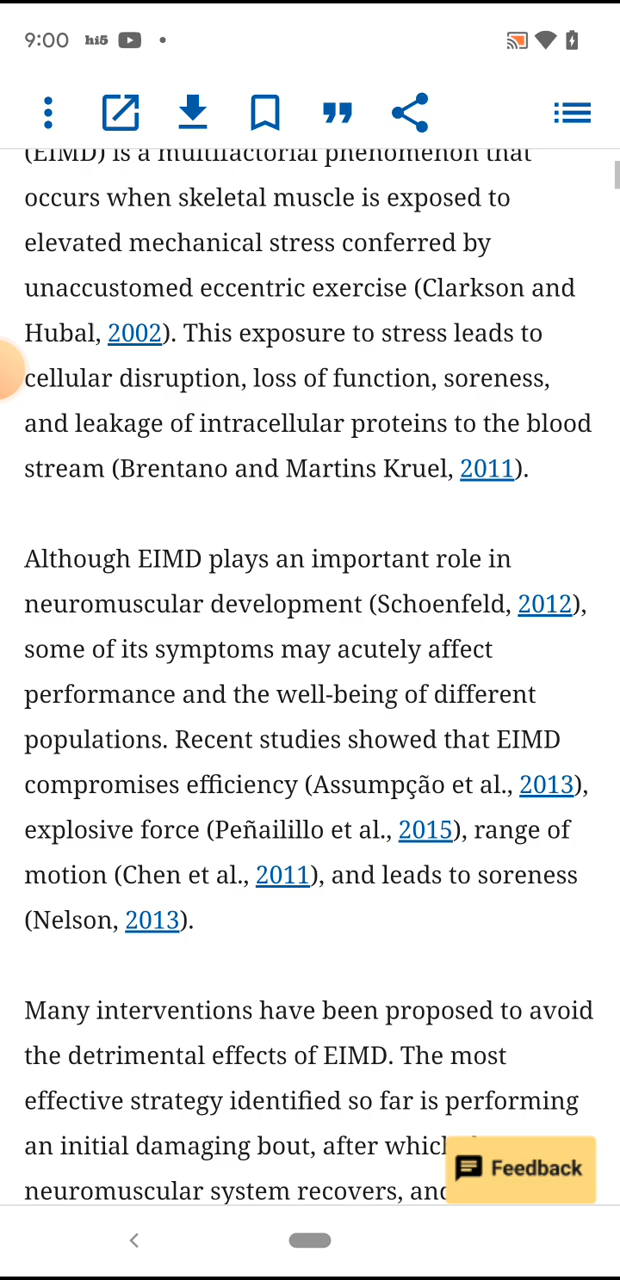 9:00 hi5
(EIMD) is a multifactorial phenomenon that
occurs when skeletal muscle is exposed to
elevated mechanical stress conferred by
unaccustomed eccentric exercise (Clarkson and
Hubal, 2002). This exposure to stress leads to
cellular disruption, loss of function, soreness,
and leakage of intracellular proteins to the blood
stream (Brentano and Martins Kruel, 2011).
Although EIMD plays an important role in
neuromuscular development (Schoenfeld, 2012),
some of its symptoms may acutely affect
performance and the well-being of different
populations. Recent studies showed that EIMD
compromises efficiency (Assumpção et al., 2013),
explosive force (Peñailillo et al., 2015), range of
motion (Chen et al., 2011), and leads to soreness
(Nelson, 2013).
Many interventions have been proposed to avoid
the detrimental effects of EIMD. The most
effective strategy identified so far is performing
an initial damaging bout, after which
neuromuscular system recovers, and
Feedback